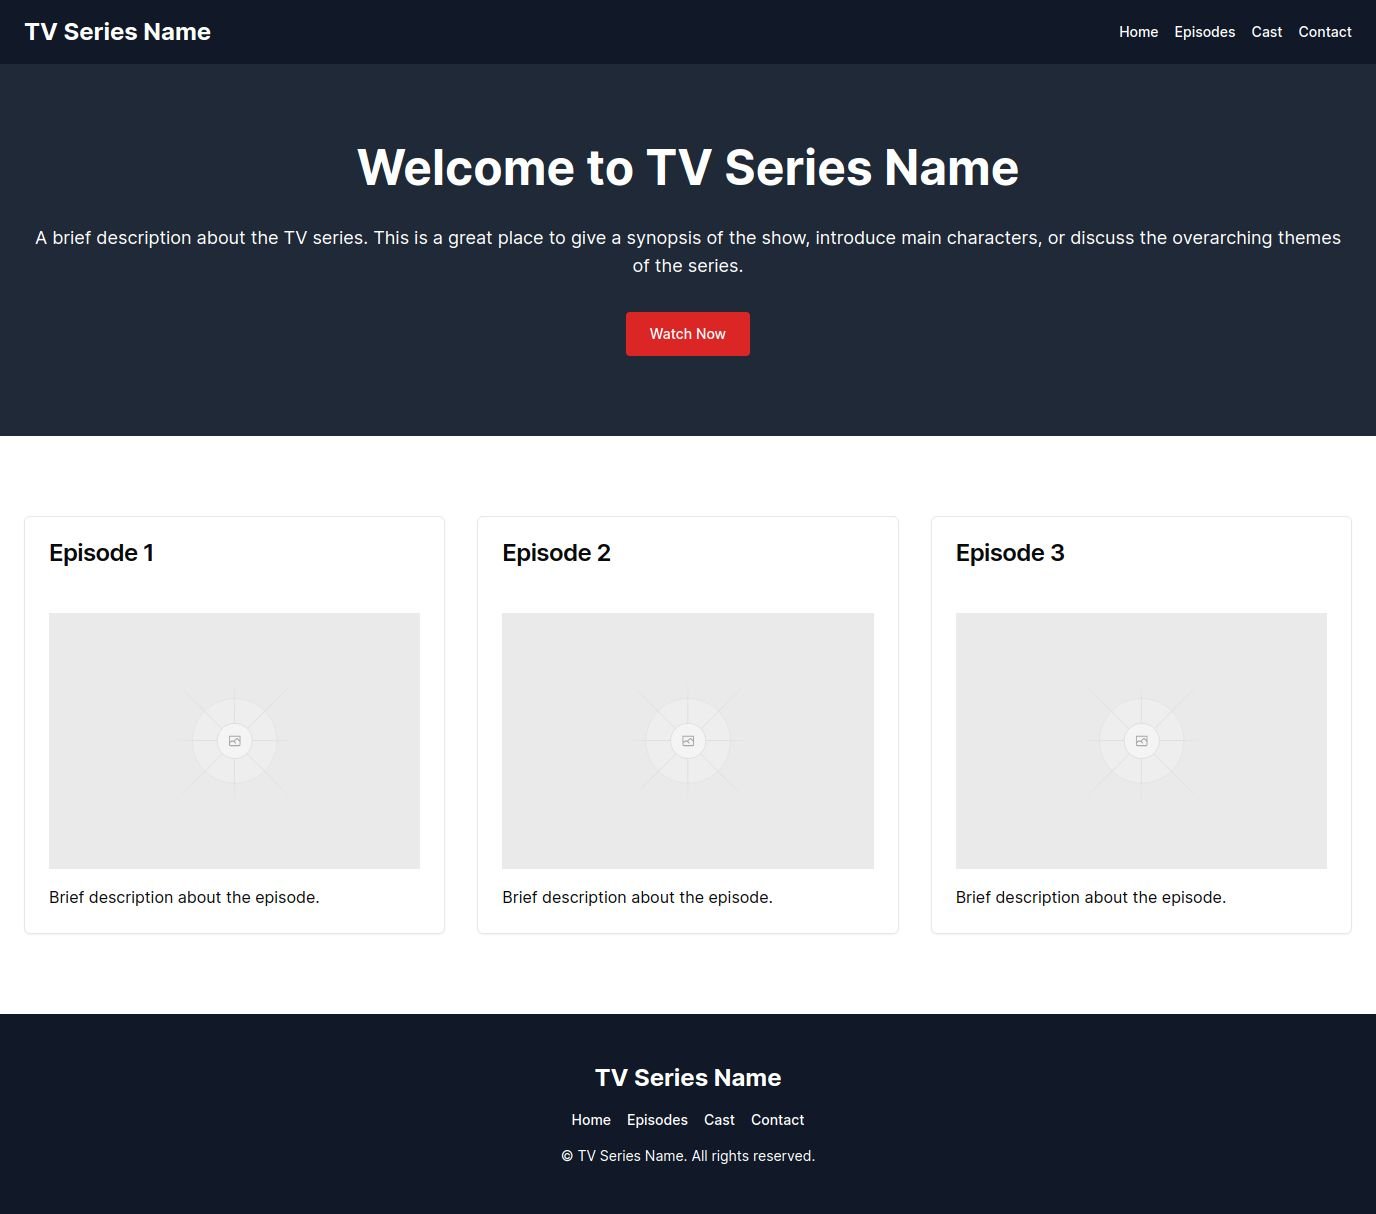 TV Series Name
Home Episodes Cast Contact
Welcome to TV Series Name
A brief description about the TV series. This is a great place to give a synopsis of the show, introduce main characters, or discuss the overarching themes
of the series.
Watch Now
Episode 1
Brief description about the episode.
Episode 2
Brief description about the episode.
Episode 3
Brief description about the episode.
TV Series Name
Home Episodes Cast Contact
© TV Series Name. All rights reserved.